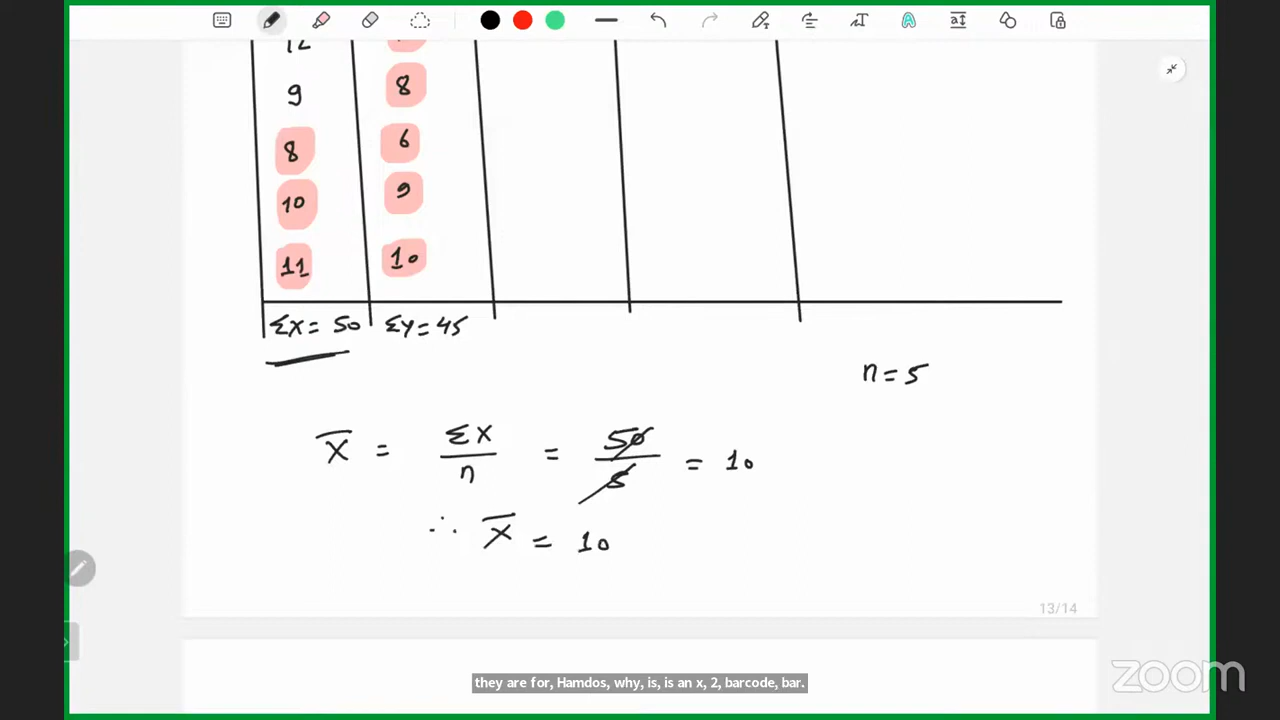 12
9 8
8 6
10 9
11 10
ΣX = 50 ΣY = 45
n = 5
X̄ = ΣX / n = 50 / 5 = 10
∴ X̄ = 10
13/14
they are for, Hamdos, why, is, is an x, 2, barcode, bar.
zoom